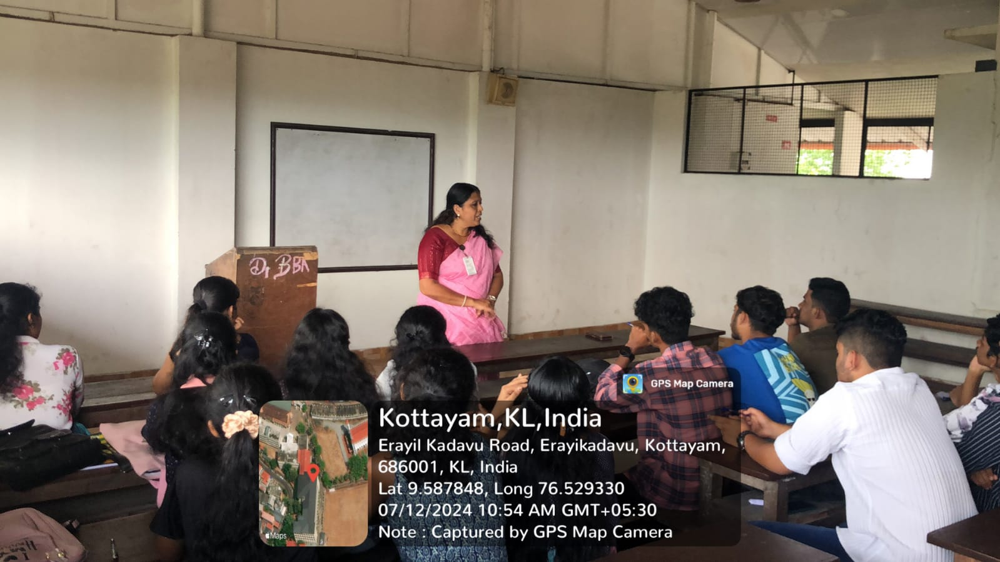 D, BBA
GPS Map Camera
Kottayam,KL,India
Erayil Kadavu Road, Erayikadavu, Kottayam,
686001, KL, India
Lat 9.587848, Long 76.529330
07/12/2024 10:54 AM GMT+05:30
Note : Captured by GPS Map Camera
Maps